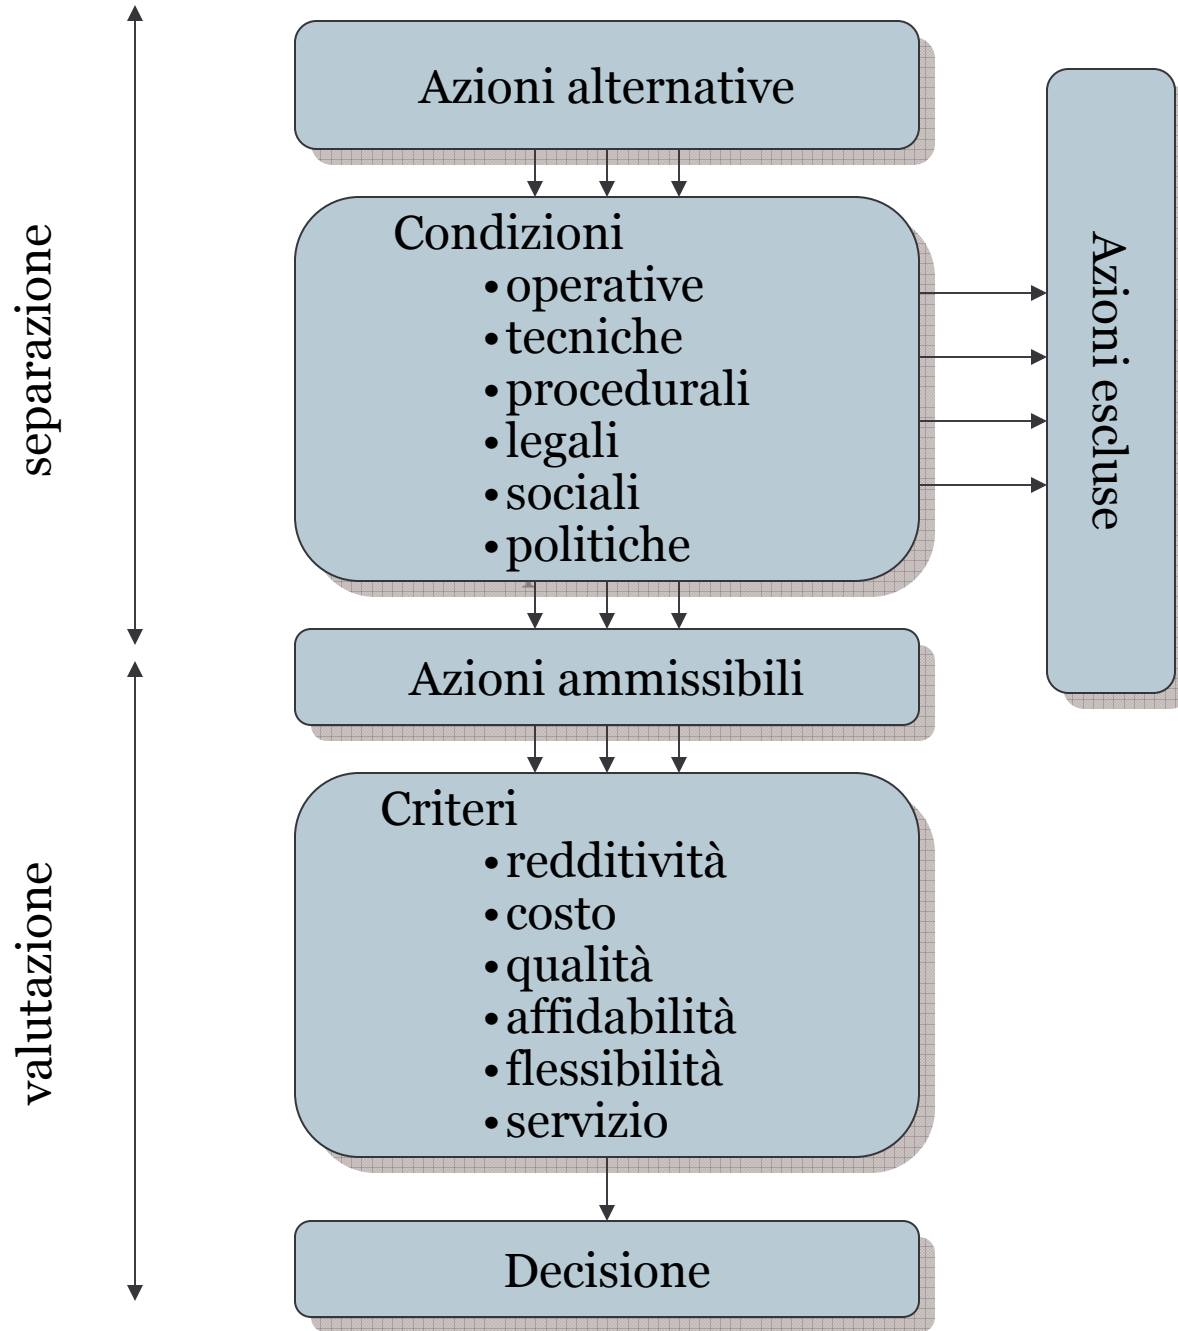 Azioni alternative
separazione
Condizioni
•operative
•tecniche
•procedurali
•legali
•sociali
•politiche
Azioni escluse
Azioni ammissibili
valutazione
Criteri
•redditività
•costo
•qualità
•affidabilità
•flessibilità
•servizio
Decisione